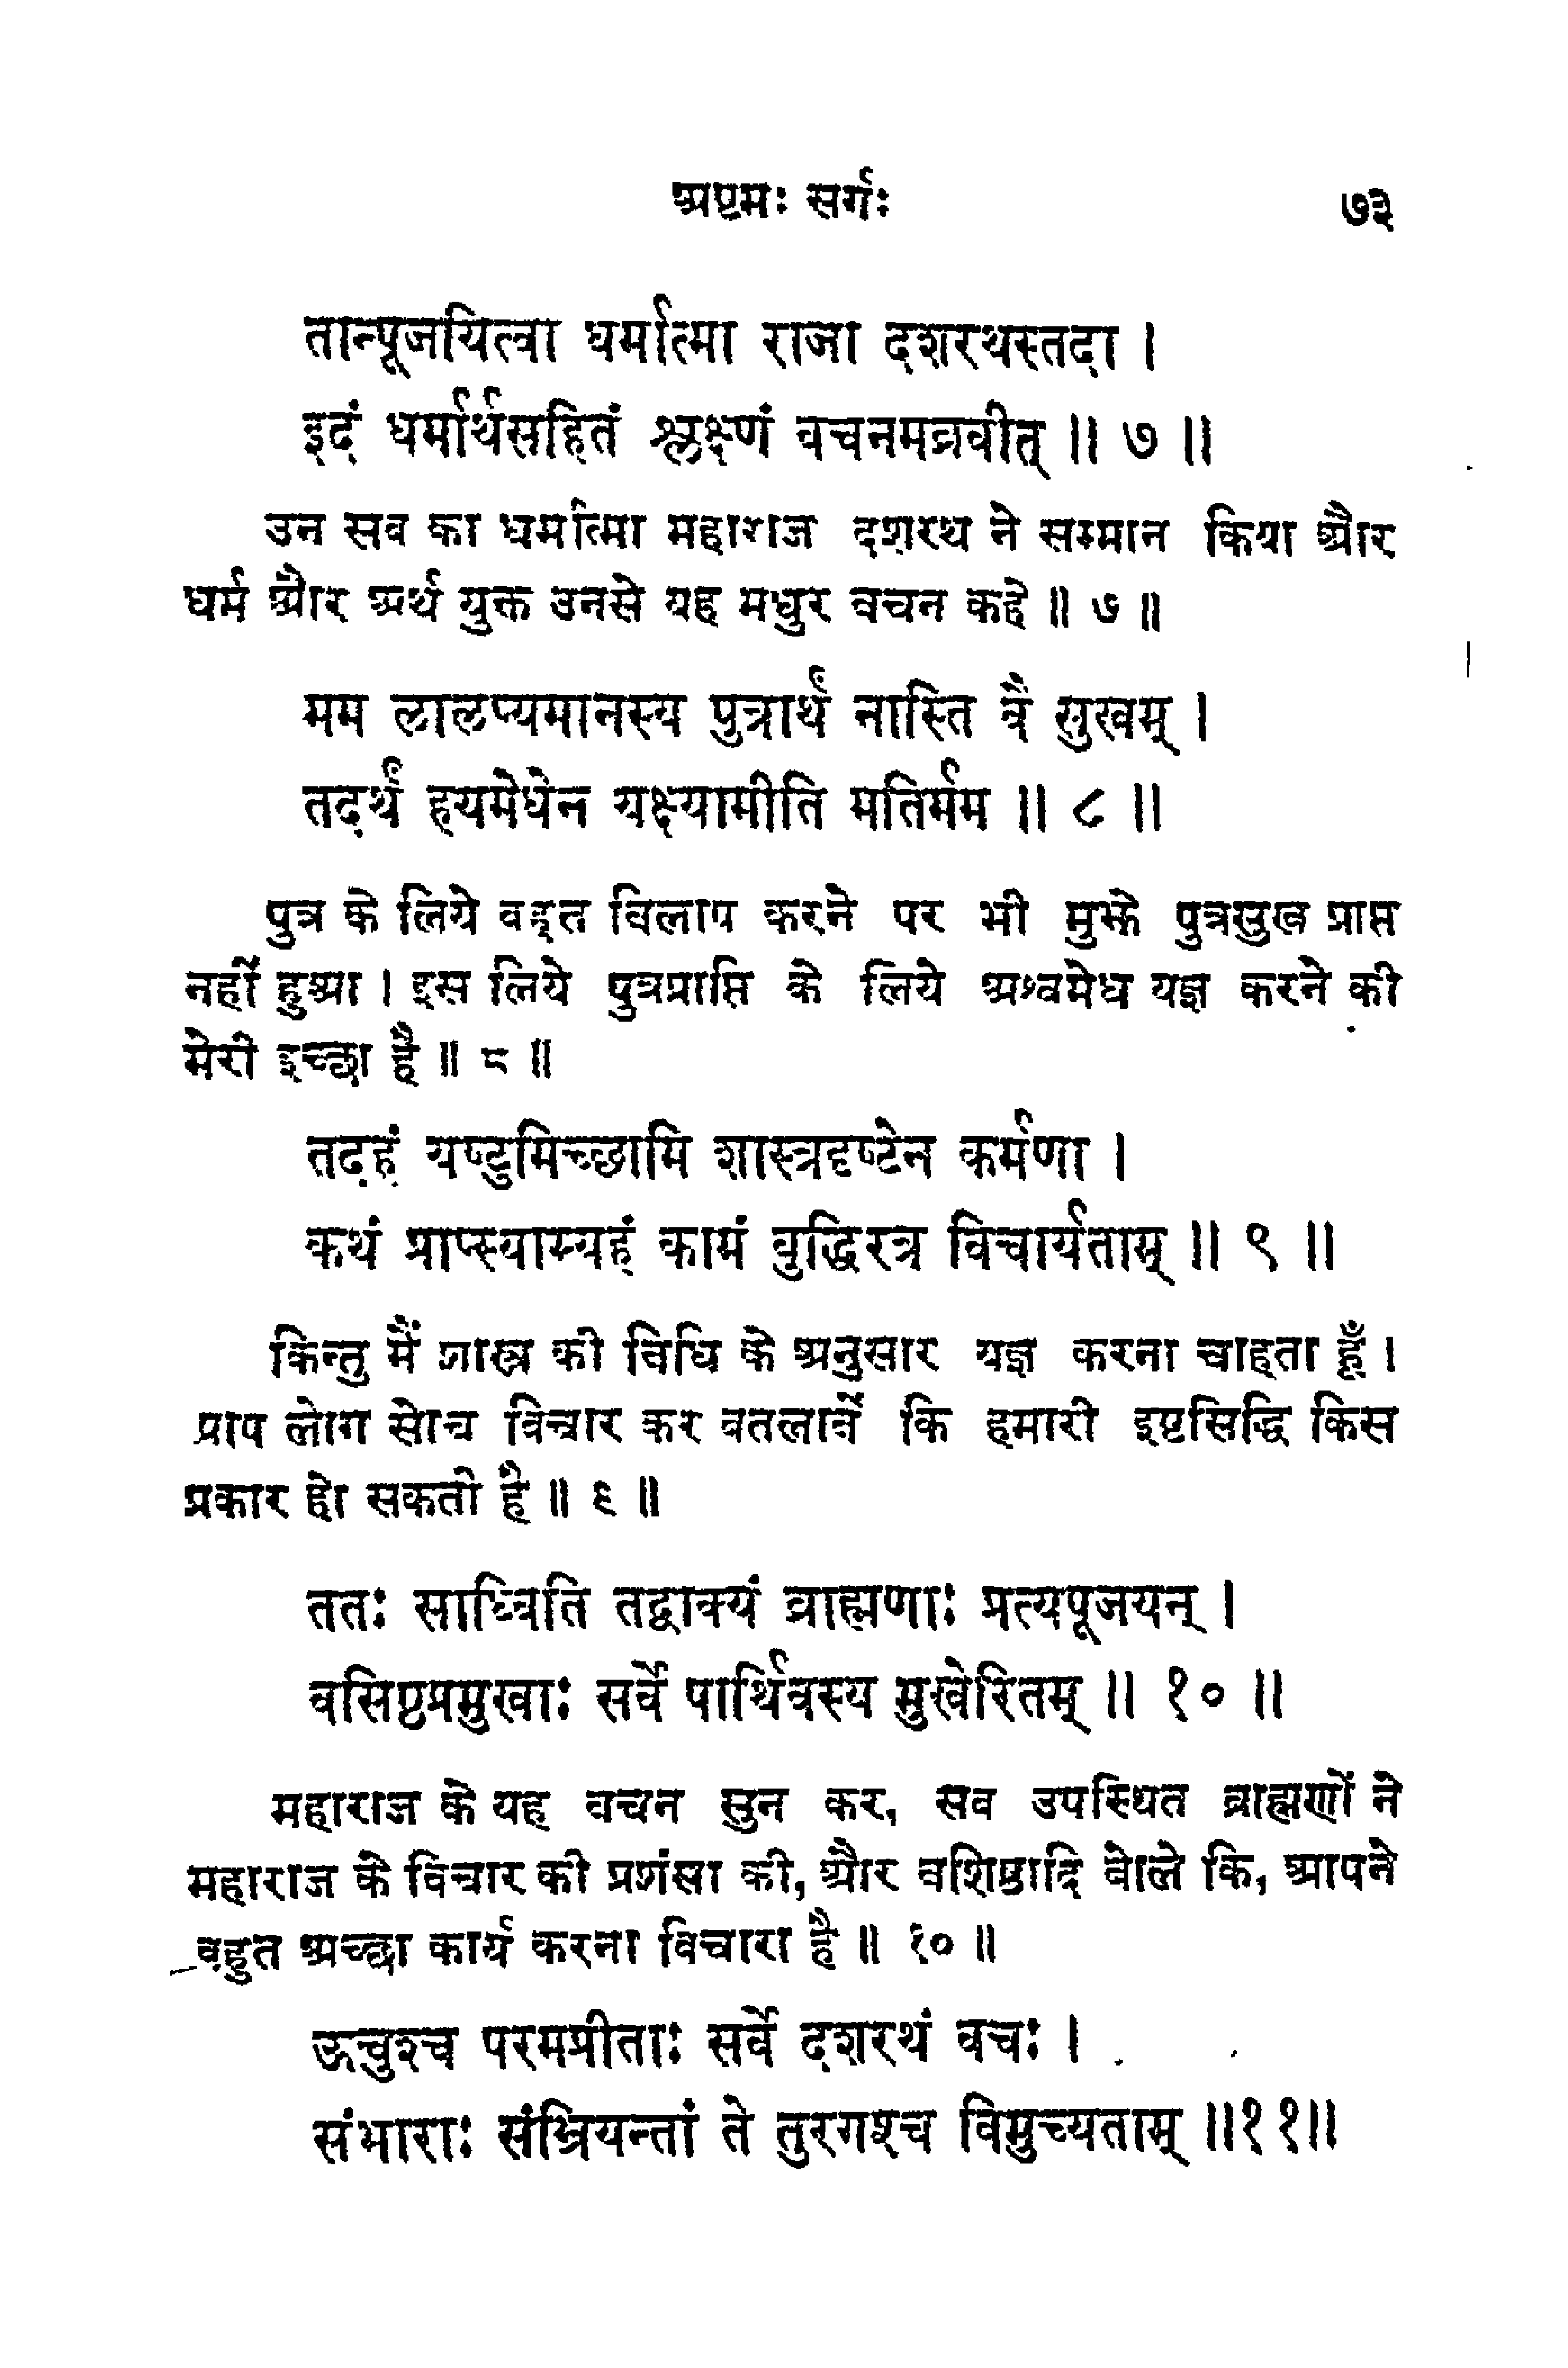 अष्टमः सर्गः ७३
तान्पूजयित्वा धर्मात्मा राजा दशरथस्तदा ।
इदं धर्मार्थसहितं श्लक्ष्णं वचनमब्रवीत् ॥ ७ ॥
उन सब का धर्मात्मा महाराज दशरथ ने सम्मान किया और
धर्म और अर्थ युक्त उनसे यह मधुर वचन कहे ॥ ७ ॥
मम लालप्यमानस्य पुत्रार्थं नास्ति वै सुखम् ।
तदर्थं हयमेधेन यक्ष्यामीति मतिर्मम ॥ ८ ॥
पुत्र के लिये बहुत विलाप करने पर भी मुझे पुत्रसुख प्राप्त
नहीं हुआ । इस लिये पुत्रप्राप्ति के लिये अश्वमेध यज्ञ करने की
मेरी इच्छा है ॥ ८ ॥
तदहं यष्टुमिच्छामि शास्त्रदृष्टेन कर्मणा ।
कथं प्राप्स्याम्यहं कामं बुद्धिरत्र विचार्यताम् ॥ ९ ॥
किन्तु मैं शास्त्र की विधि के अनुसार यज्ञ करना चाहता हूँ ।
आप लोग सोच विचार कर बतलावें कि हमारी इष्टसिद्धि किस
प्रकार हो सकती है ॥ ९ ॥
ततः साध्विति तद्वाक्यं ब्राह्मणाः प्रत्यपूजयन् ।
वसिष्ठप्रमुखाः सर्वे पार्थिवस्य मुखेरितम् ॥ १० ॥
महाराज के यह वचन सुन कर, सब उपस्थित ब्राह्मणों ने
महाराज के विचार की प्रशंसा की, और वशिष्ठादि बोले कि, आपने
बहुत अच्छा कार्य करना विचारा है ॥ १० ॥
ऊचुश्च परमप्रीताः सर्वे दशरथं वचः ।
संभाराः संभ्रियन्तां ते तुरगश्च विमुच्यताम् ॥११॥